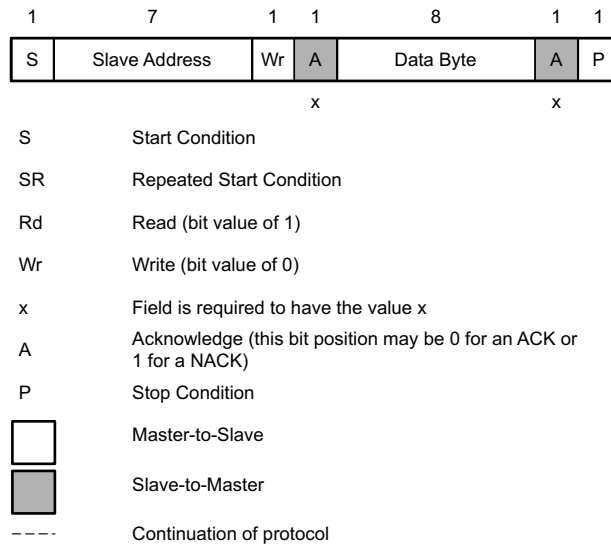 1 7 1 1 8 1 1
S Slave Address Wr A Data Byte A P
x x
S Start Condition
SR Repeated Start Condition
Rd Read (bit value of 1)
Wr Write (bit value of 0)
x Field is required to have the value x
A Acknowledge (this bit position may be 0 for an ACK or
1 for a NACK)
P Stop Condition
Master-to-Slave
Slave-to-Master
Continuation of protocol